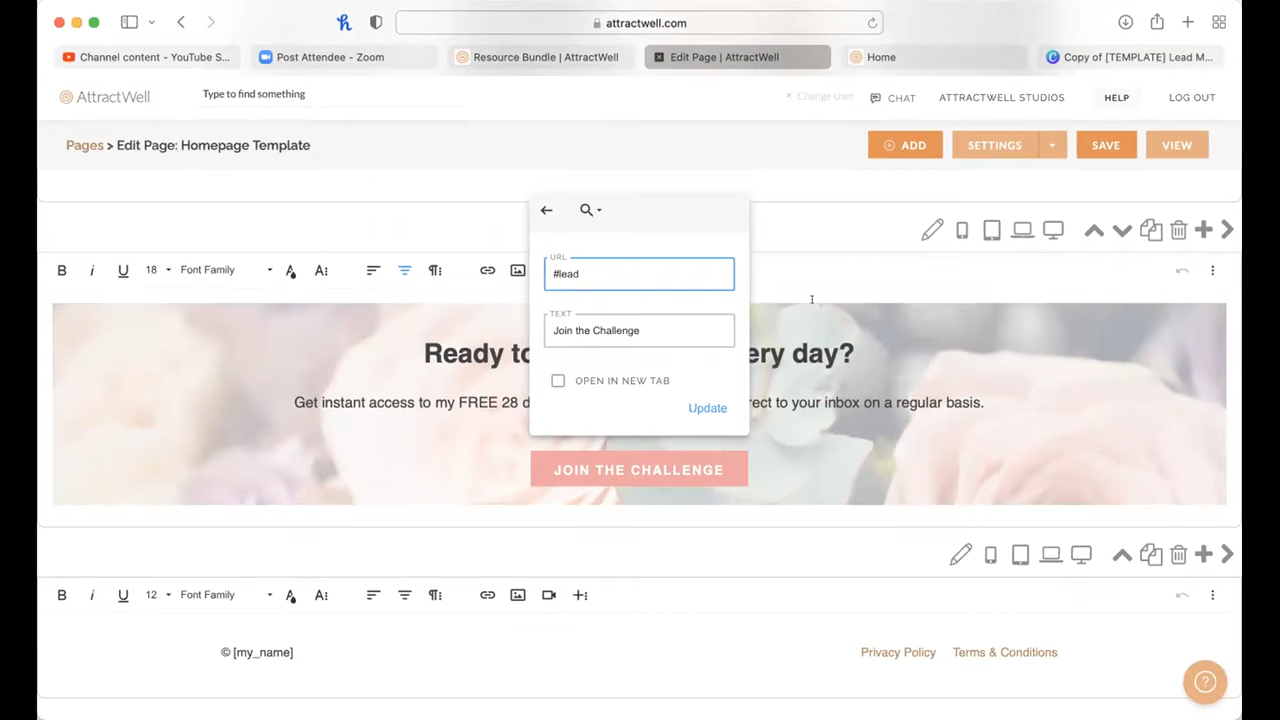 attractwell.com
Channel content - YouTube S...
Post Attendee - Zoom
Resource Bundle | AttractWell
Edit Page | AttractWell
Home
Copy of [TEMPLATE] Lead M...
AttractWell
Type to find something
× Change User
CHAT
ATTRACTWELL STUDIOS
HELP
LOG OUT
Pages > Edit Page: Homepage Template
ADD
SETTINGS
SAVE
VIEW
URL
#lead
TEXT
Join the Challenge
OPEN IN NEW TAB
Update
B i U 18 Font Family
Ready to ery day?
Get instant access to my FREE 28 d rect to your inbox on a regular basis.
JOIN THE CHALLENGE
B i U 12 Font Family
© [my_name]
Privacy Policy
Terms & Conditions